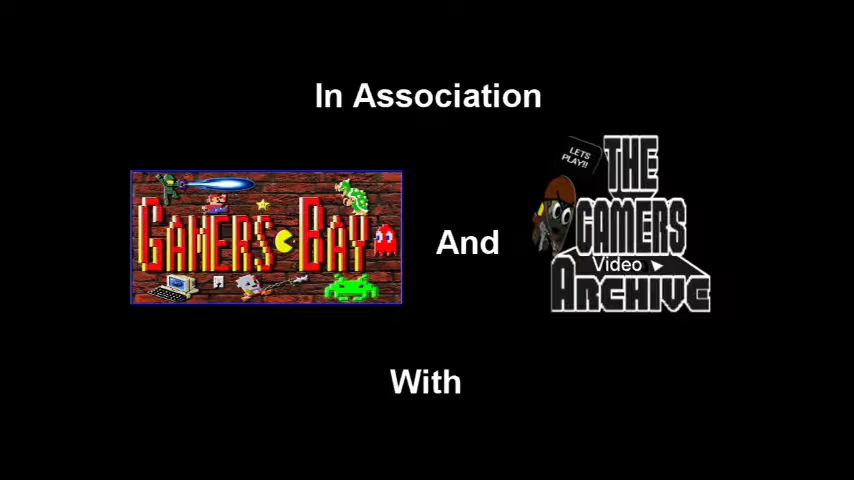 In Association
GAMERS BAY
And
LETS
PLAY!!
THE
GAMERS
Video
ARCHIVE
With